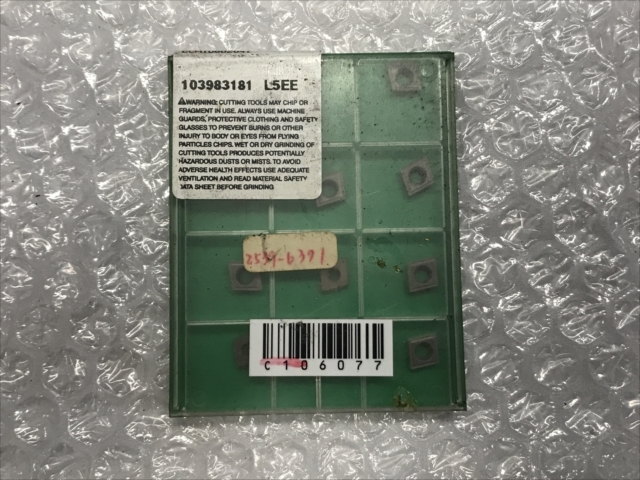 103983181 L5EE
⚠WARNING: CUTTING TOOLS MAY CHIP OR
FRAGMENT IN USE. ALWAYS USE MACHINE
GUARDS, PROTECTIVE CLOTHING AND SAFETY
GLASSES TO PREVENT BURNS OR OTHER
INJURY TO BODY OR EYES FROM FLYING
PARTICLES CHIPS. WET OR DRY GRINDING OF
CUTTING TOOLS PRODUCES POTENTIALLY
HAZARDOUS DUSTS OR MISTS. TO AVOID
ADVERSE HEALTH EFFECTS USE ADEQUATE
VENTILATION AND READ MATERIAL SAFETY
DATA SHEET BEFORE GRINDING
2539-6391
C106077